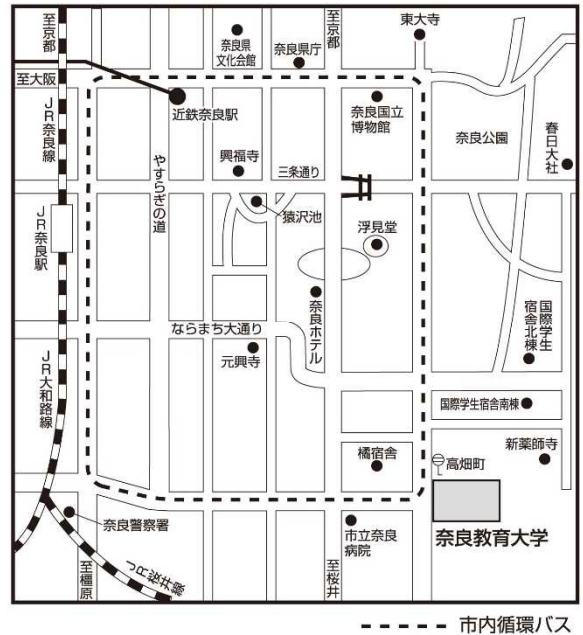 至京都
奈良県
文化会館
奈良県庁
至京都
東大寺
至大阪
近鉄奈良駅
奈良国立
博物館
奈良公園
春日大社
JR奈良線
やすらぎの道
興福寺
三条通り
猿沢池
浮見堂
JR奈良駅
奈良ホテル
国際学生
宿舎北棟
ならまち大通り
元興寺
JR大和路線
国際学生宿舎南棟
橘宿舎
高畑町
新薬師寺
奈良警察署
市立奈良
病院
奈良教育大学
至橿原
JR桜井線
至桜井
市内循環バス